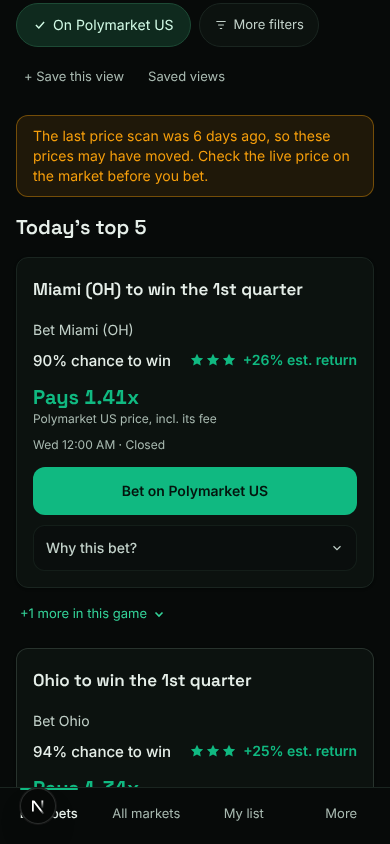 On Polymarket US
More filters
+ Save this view
Saved views
The last price scan was 6 days ago, so these
prices may have moved. Check the live price on
the market before you bet.
Today's top 5
Miami (OH) to win the 1st quarter
Bet Miami (OH)
90% chance to win
★★★ +26% est. return
Pays 1.41x
Polymarket US price, incl. its fee
Wed 12:00 AM · Closed
Bet on Polymarket US
Why this bet?
+1 more in this game
Ohio to win the 1st quarter
Bet Ohio
94% chance to win
★★★ +25% est. return
N
All markets
My list
More